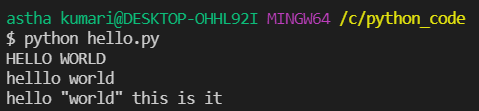 astha kumari@DESKTOP-OHHL92I MINGW64 /c/python_code
$ python hello.py
HELLO WORLD
helllo world
hello "world" this is it